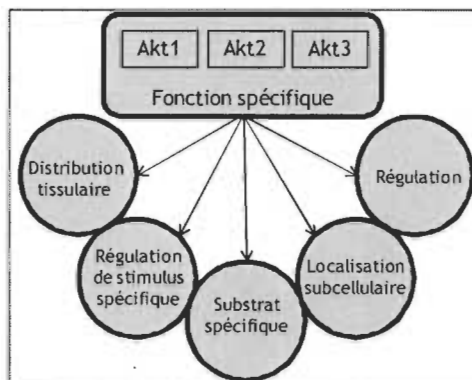 Akt1 Akt2 Akt3
Fonction spécifique
Distribution
tissulaire
Régulation
de stimulus
spécifique
Substrat
spécifique
Localisation
subcellulaire
Régulation